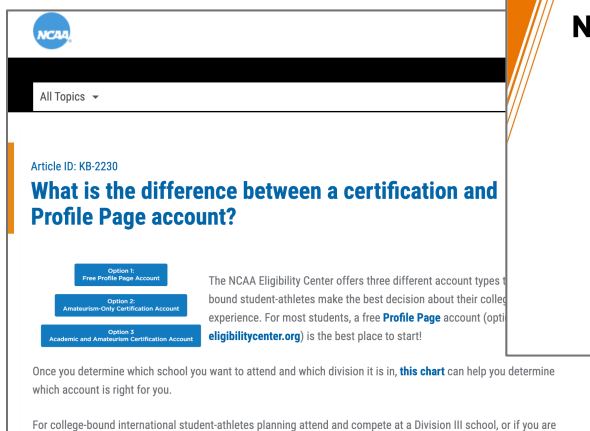 NCAA
N
All Topics
Article ID: KB-2230
What is the difference between a certification and
Profile Page account?
Option 1:
Free Profile Page Account
Option 2:
Amateurism-Only Certification Account
Option 3
Academic and Amateurism Certification Account
The NCAA Eligibility Center offers three different account types
bound student-athletes make the best decision about their
experience. For most students, a free Profile Page account
eligibilitycenter.org) is the best place to start!
Once you determine which school you want to attend and which division it is in, this chart can help you determine
which account is right for you.
For college-bound international student-athletes planning attend and compete at a Division III school, or if you are